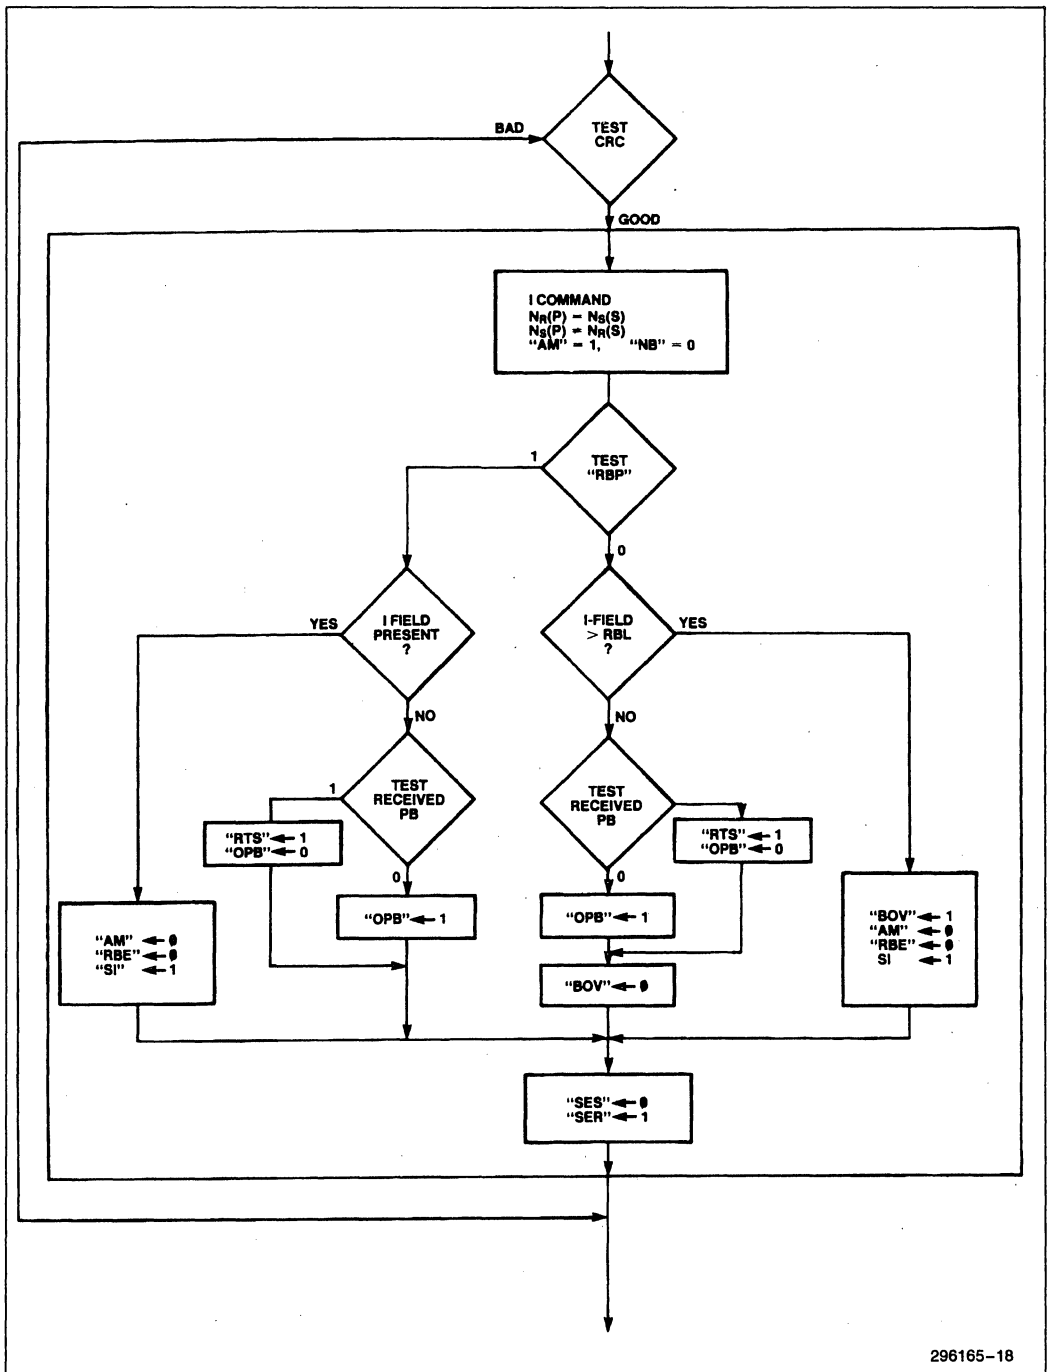 TEST
CRC
BAD
GOOD
I COMMAND
NR(P) = NS(S)
NS(P) ≠ NR(S)
"AM" = 1, "NB" = 0
TEST
"RBP"
1
0
I FIELD
PRESENT
?
YES
NO
I-FIELD
> RBL
?
YES
NO
TEST
RECEIVED
PB
1
0
TEST
RECEIVED
PB
0
"RTS" ← 1
"OPB" ← 0
"OPB" ← 1
"RTS" ← 1
"OPB" ← 0
"OPB" ← 1
"BOV" ← 0
"AM" ← 0
"RBE" ← 0
"SI" ← 1
"BOV" ← 1
"AM" ← 0
"RBE" ← 0
SI ← 1
"SES" ← 0
"SER" ← 1
296165–18